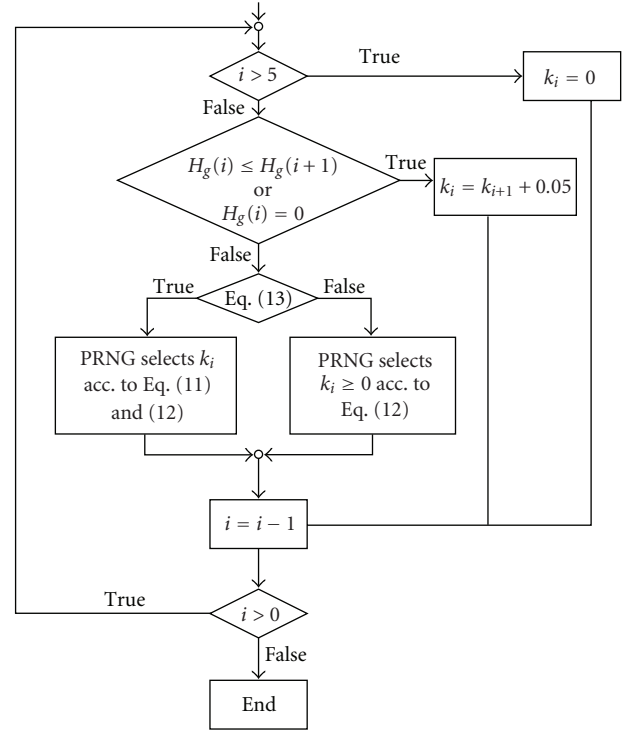 i > 5
True
k_i = 0
False
H_g(i) ≤ H_g(i+1)
or
H_g(i) = 0
True
k_i = k_{i+1} + 0.05
False
True
Eq. (13)
False
PRNG selects k_i
acc. to Eq. (11)
and (12)
PRNG selects
k_i ≥ 0 acc. to
Eq. (12)
i = i − 1
True
i > 0
False
End